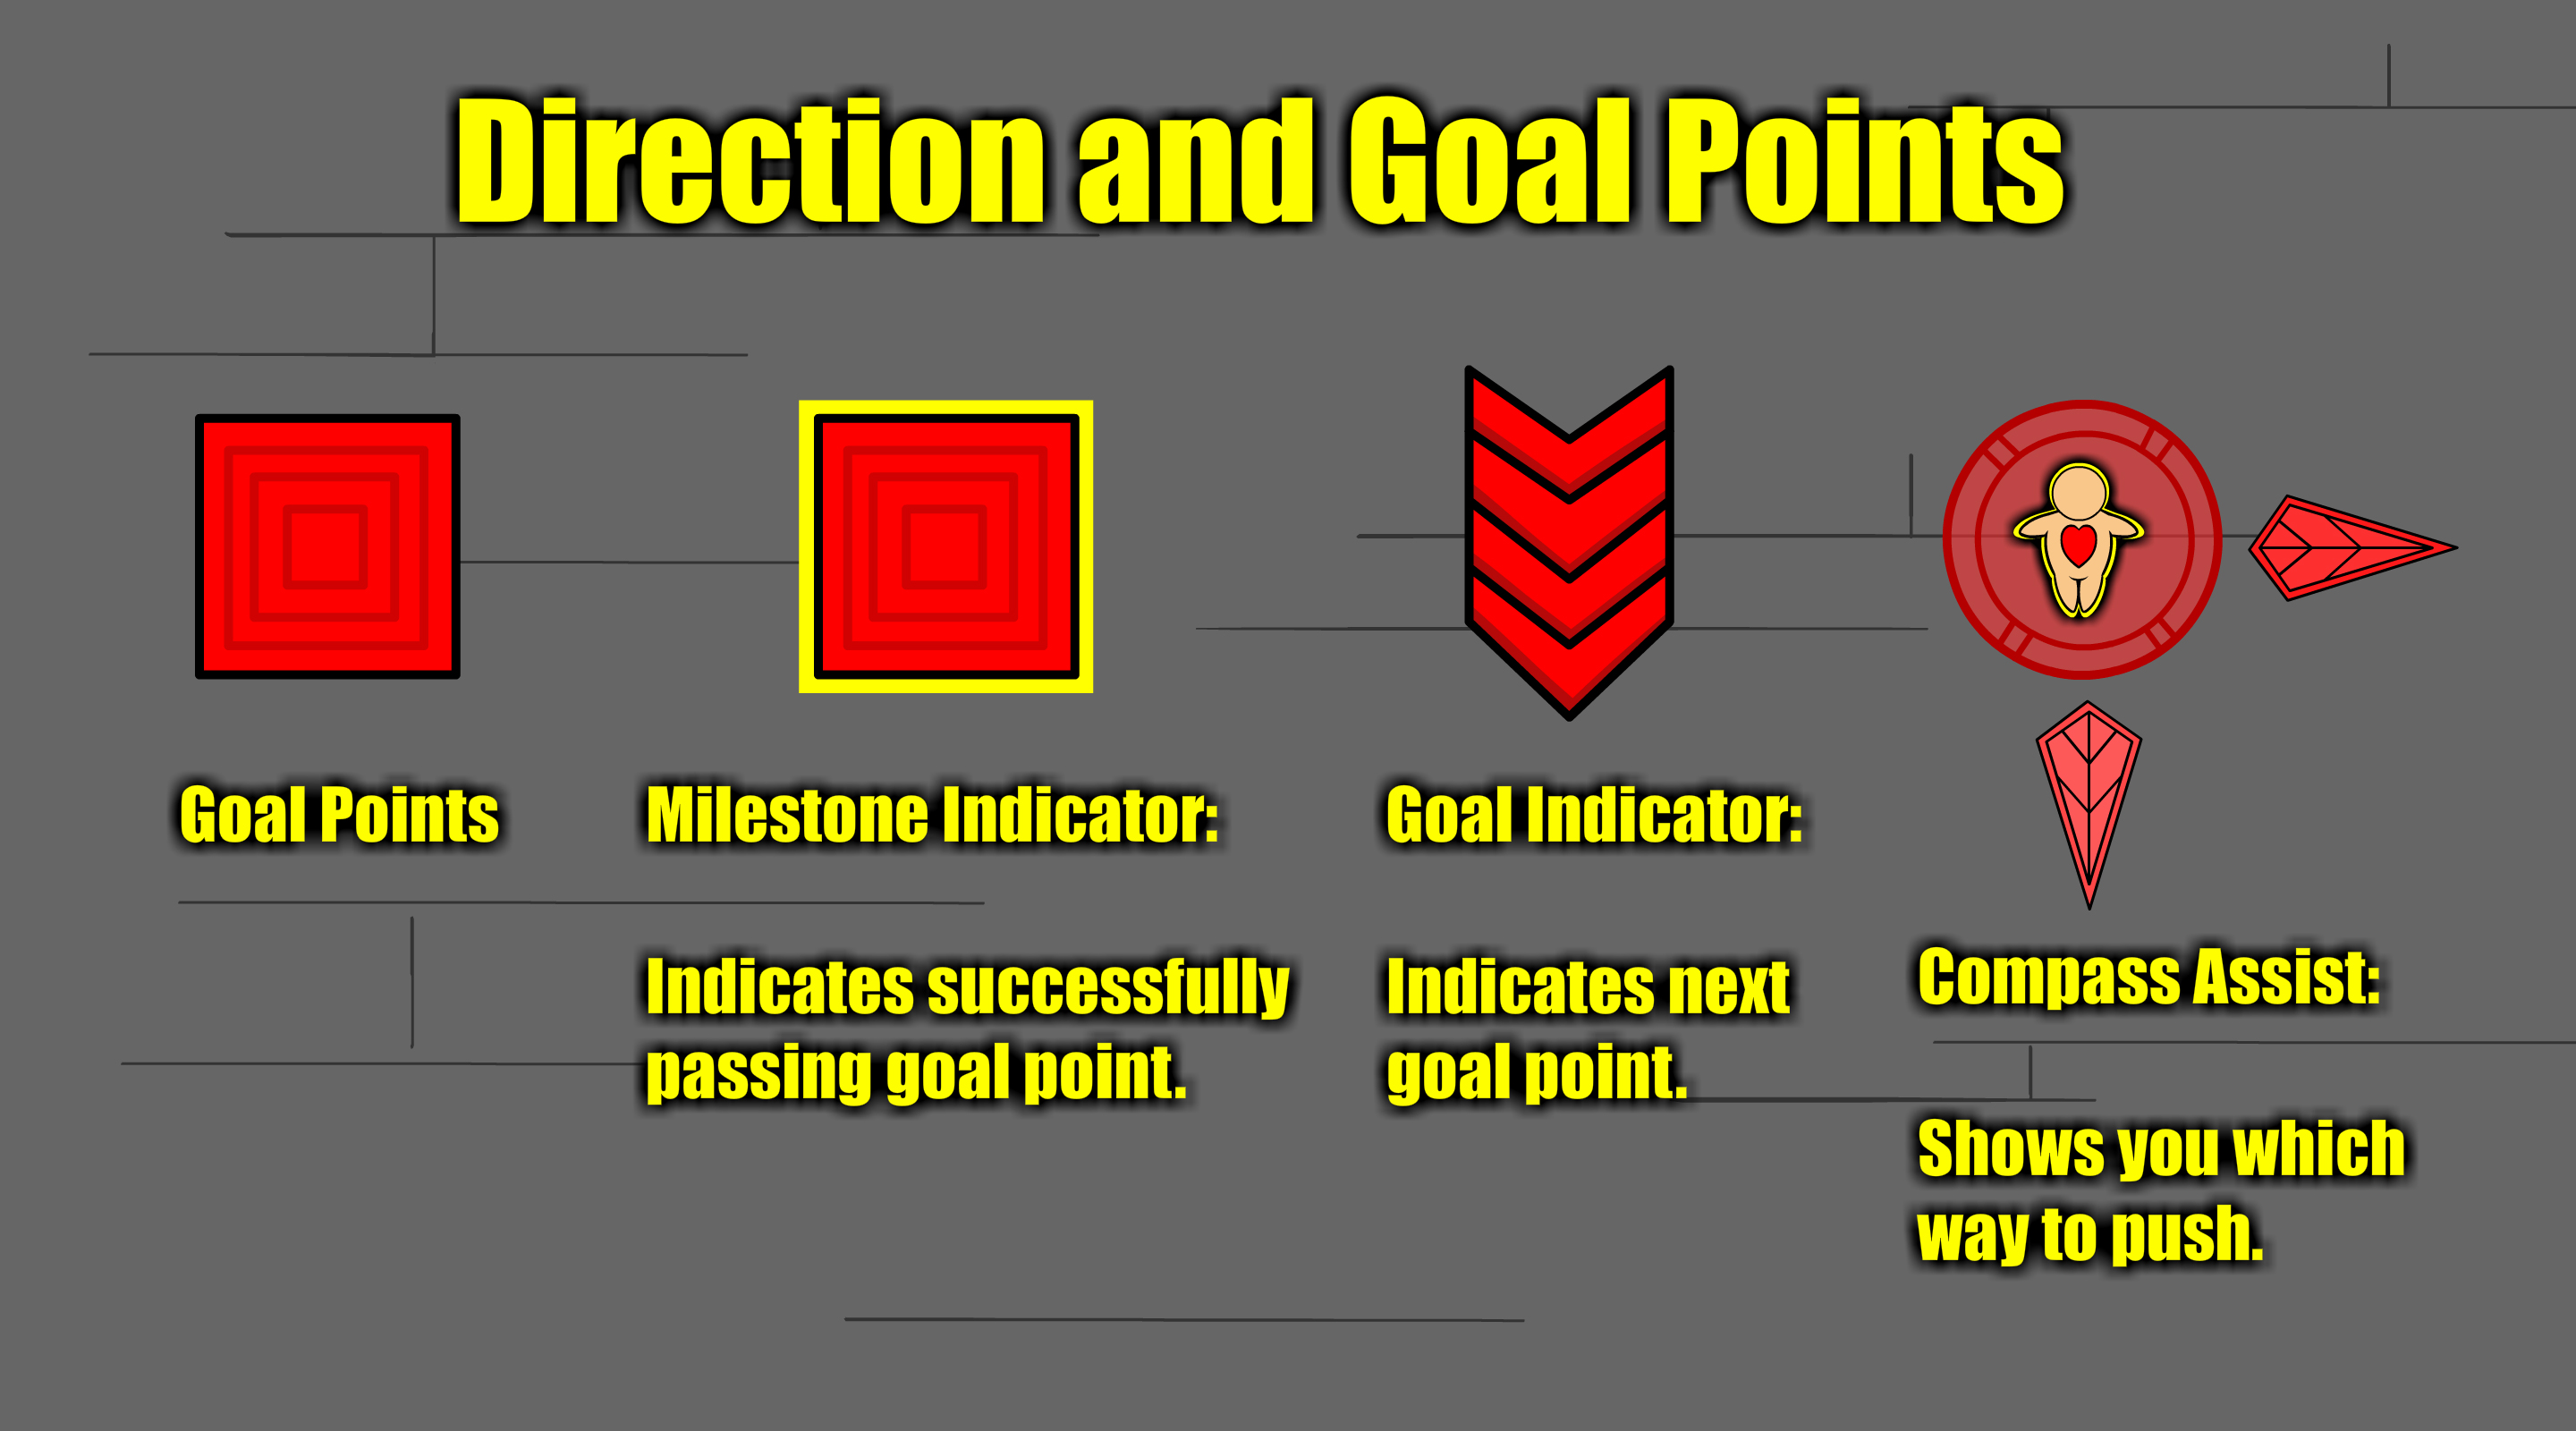 Direction and Goal Points
Goal Points
Milestone Indicator:
Indicates successfully
passing goal point.
Goal Indicator:
Indicates next
goal point.
Compass Assist:
Shows you which
way to push.